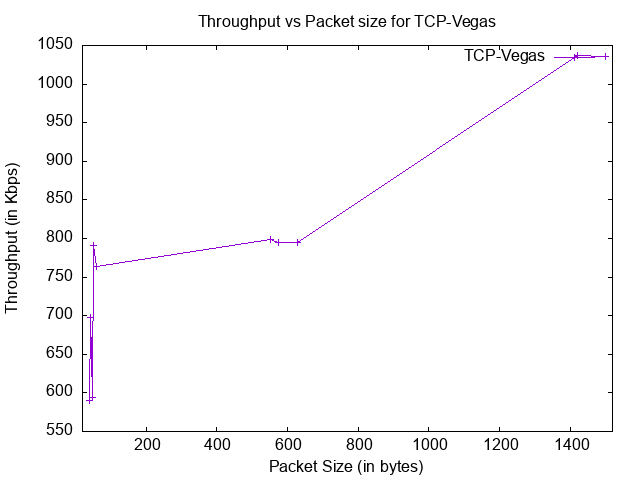 Throughput vs Packet size for TCP-Vegas
1050
1000
950
900
850
800
750
700
650
600
550
Throughput (in Kbps)
TCP-Vegas
200 400 600 800 1000 1200 1400
Packet Size (in bytes)